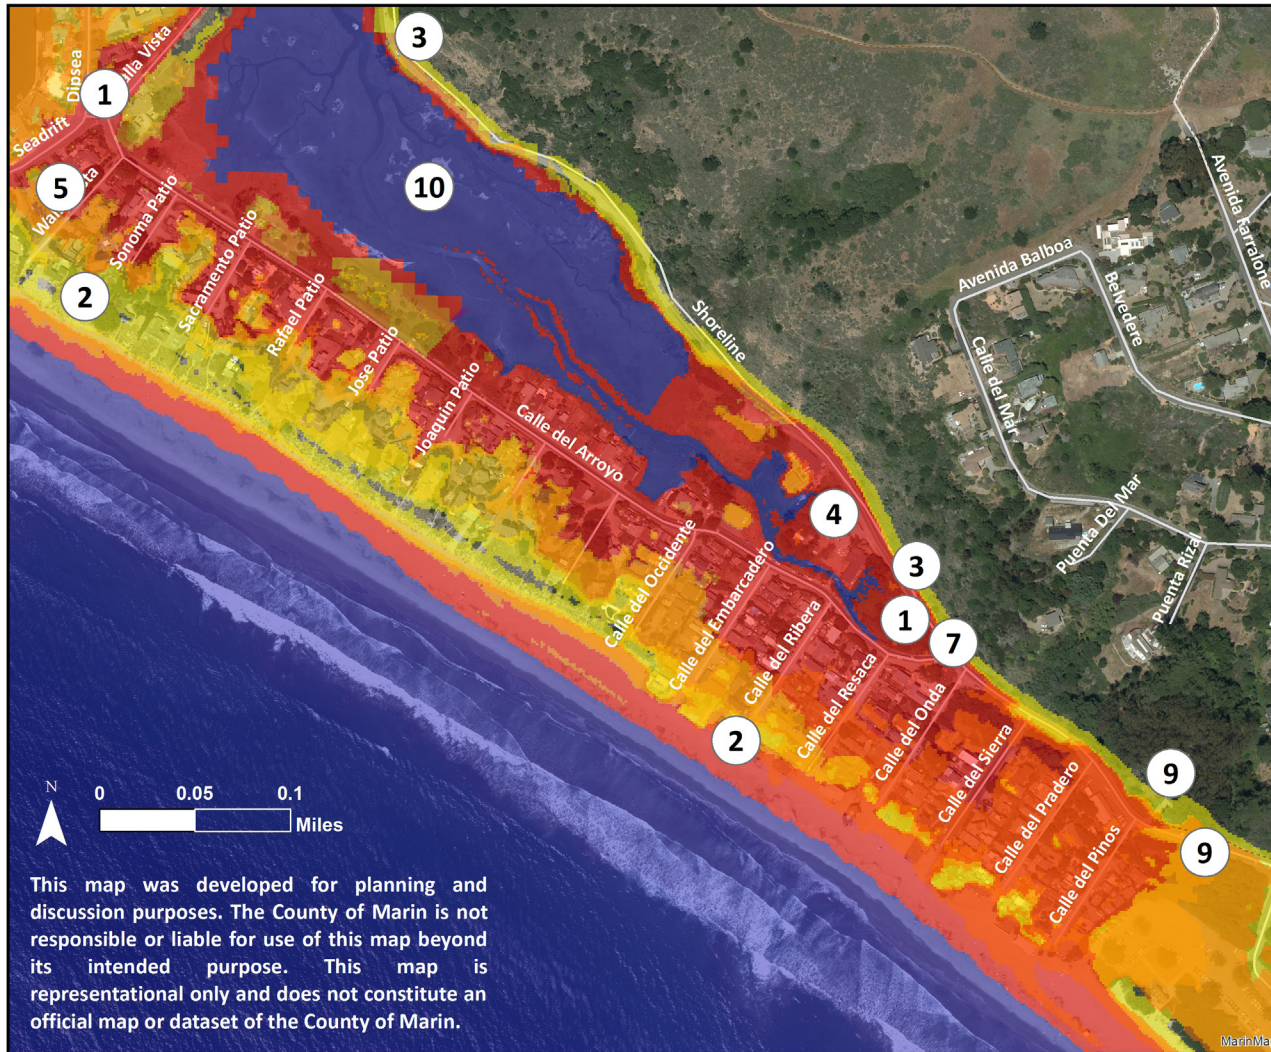 3
Dipsea
alla Vista
1
Seadrift
5
Wal
sta
10
Sonoma Patio
Sacramento Patio
2
Rafael Patio
Jose Patio
Joaquin Patio
Calle del Arroyo
Shoreline
Avenida Balboa
Belvedere
Avenida Farralone
Calle del Mar
Puenta Del Mar
Puenta Riza
4
3
1
7
Calle del Occidente
Calle del Embarcadero
Calle del Ribera
Calle del Resaca
Calle del Onda
Calle del Sierra
Calle del Pradero
Calle del Pinos
2
9
9
N
0 0.05 0.1
Miles
This map was developed for planning and
discussion purposes. The County of Marin is not
responsible or liable for use of this map beyond
its intended purpose. This map is
representational only and does not constitute an
official map or dataset of the County of Marin.
MarinMa